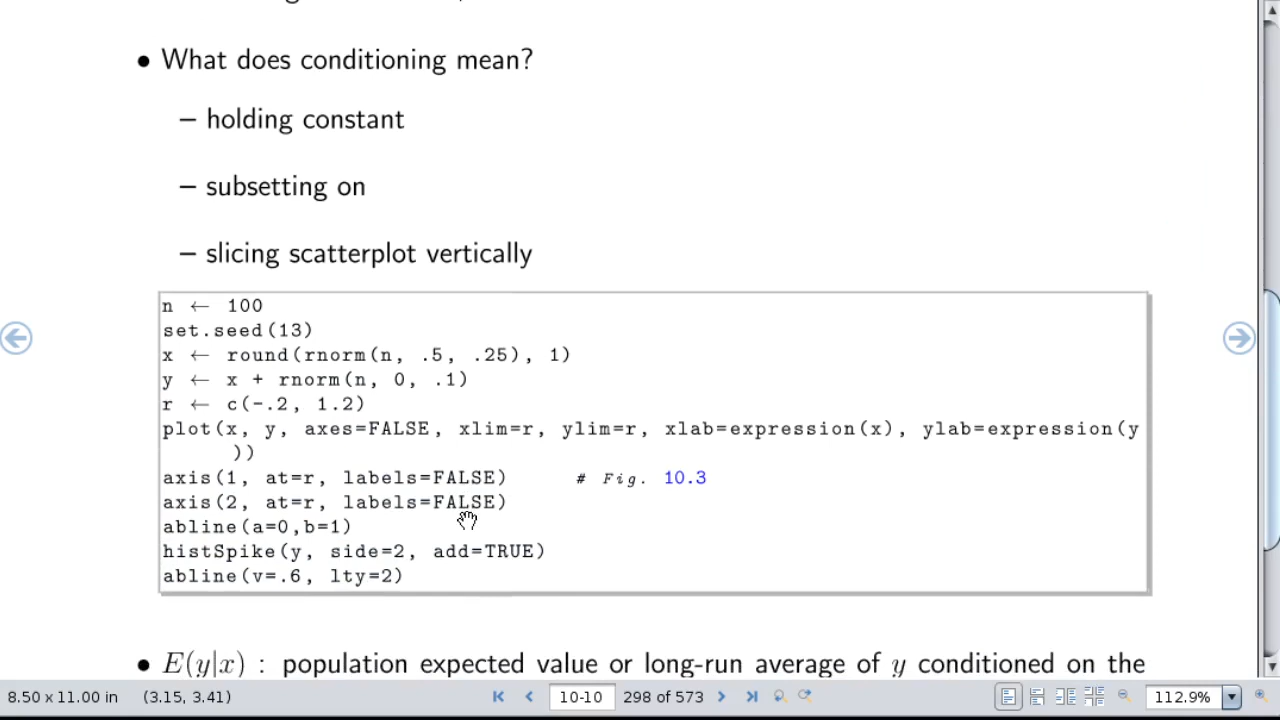 • What does conditioning mean?
– holding constant
– subsetting on
– slicing scatterplot vertically
n ← 100
set.seed(13)
x ← round(rnorm(n, .5, .25), 1)
y ← x + rnorm(n, 0, .1)
r ← c(-.2, 1.2)
plot(x, y, axes=FALSE, xlim=r, ylim=r, xlab=expression(x), ylab=expression(y
))
axis(1, at=r, labels=FALSE) # Fig. 10.3
axis(2, at=r, labels=FALSE)
abline(a=0,b=1)
histSpike(y, side=2, add=TRUE)
abline(v=.6, lty=2)
• E(y|x) : population expected value or long-run average of y conditioned on the
8.50 x 11.00 in (3.15, 3.41) 10-10 298 of 573 112.9%